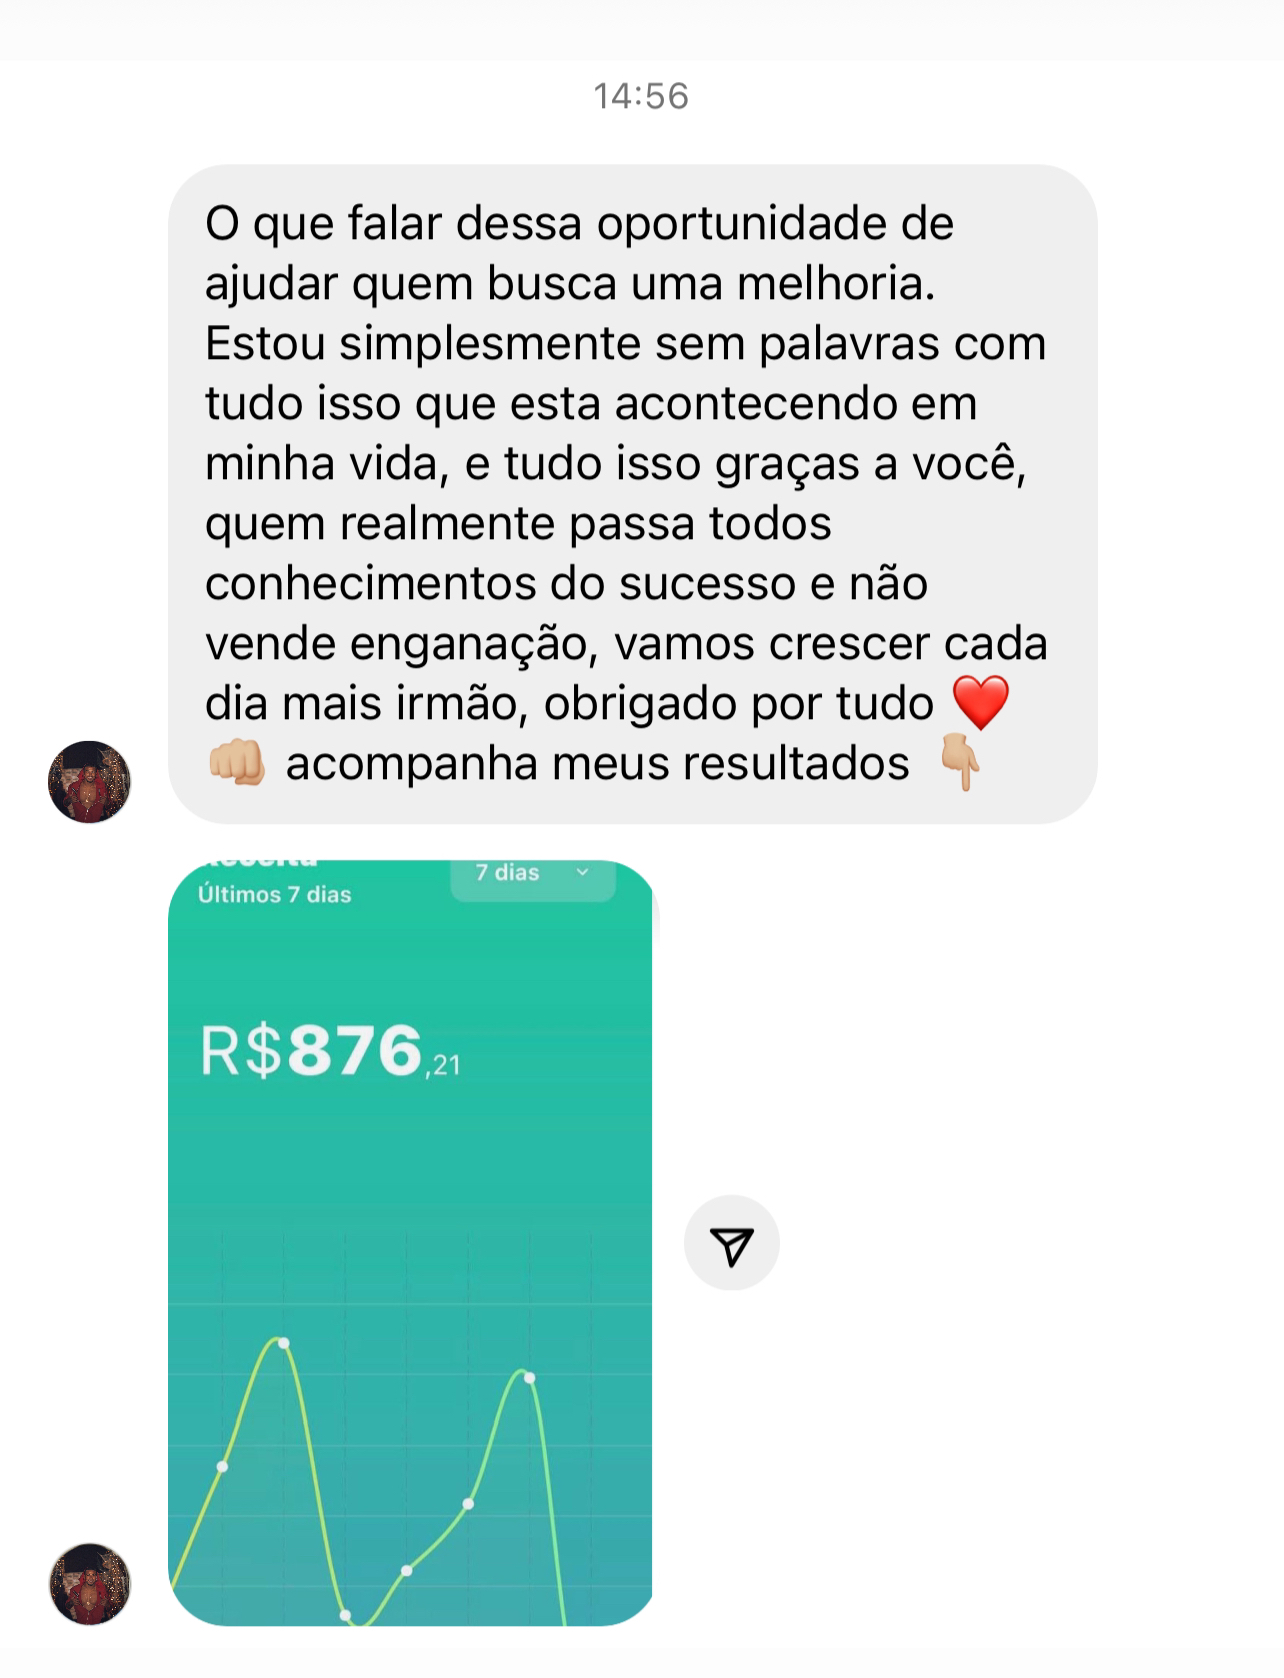 14:56
O que falar dessa oportunidade de
ajudar quem busca uma melhoria.
Estou simplesmente sem palavras com
tudo isso que esta acontecendo em
minha vida, e tudo isso graças a você,
quem realmente passa todos
conhecimentos do sucesso e não
vende enganação, vamos crescer cada
dia mais irmão, obrigado por tudo ❤️
👊🏼 acompanha meus resultados 👇🏼
7 dias
Últimos 7 dias
R$876,21